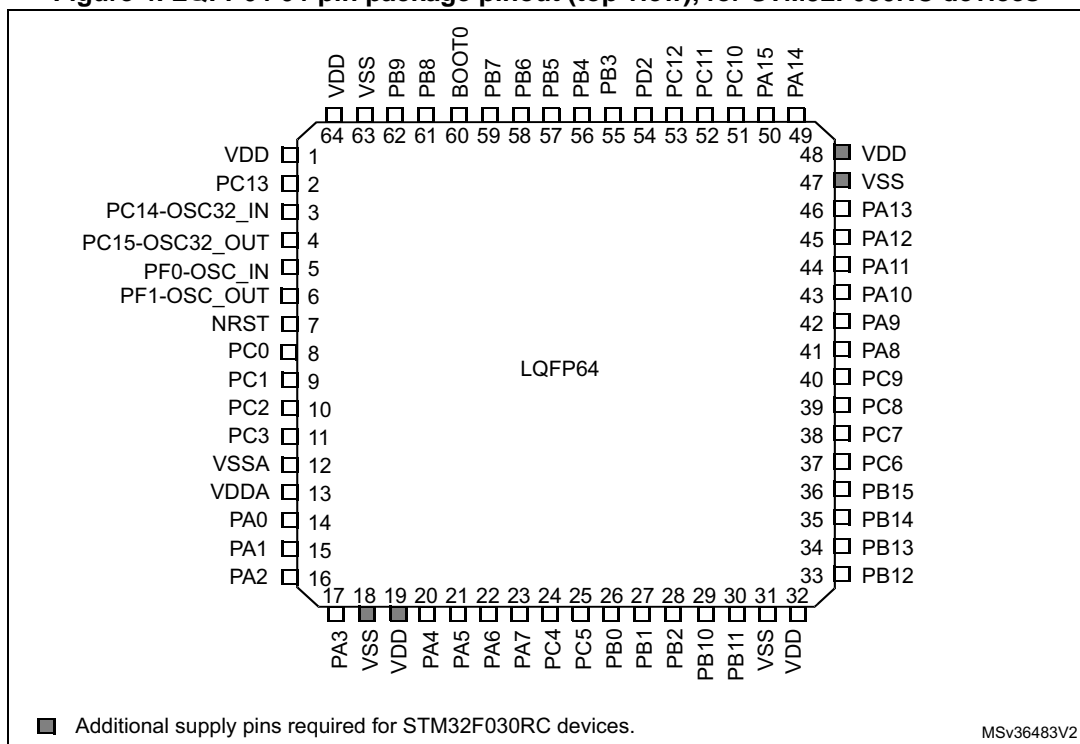 VDD
VSS
PB9
PB8
BOOT0
PB7
PB6
PB5
PB4
PB3
PD2
PC12
PC11
PC10
PA15
PA14
64 63 62 61 60 59 58 57 56 55 54 53 52 51 50 49
VDD 1
PC13 2
PC14-OSC32_IN 3
PC15-OSC32_OUT 4
PF0-OSC_IN 5
PF1-OSC_OUT 6
NRST 7
PC0 8
PC1 9
PC2 10
PC3 11
VSSA 12
VDDA 13
PA0 14
PA1 15
PA2 16
LQFP64
48 VDD
47 VSS
46 PA13
45 PA12
44 PA11
43 PA10
42 PA9
41 PA8
40 PC9
39 PC8
38 PC7
37 PC6
36 PB15
35 PB14
34 PB13
33 PB12
17 18 19 20 21 22 23 24 25 26 27 28 29 30 31 32
PA3
VSS
VDD
PA4
PA5
PA6
PA7
PC4
PC5
PB0
PB1
PB2
PB10
PB11
VSS
VDD
Additional supply pins required for STM32F030RC devices.
MSv36483V2